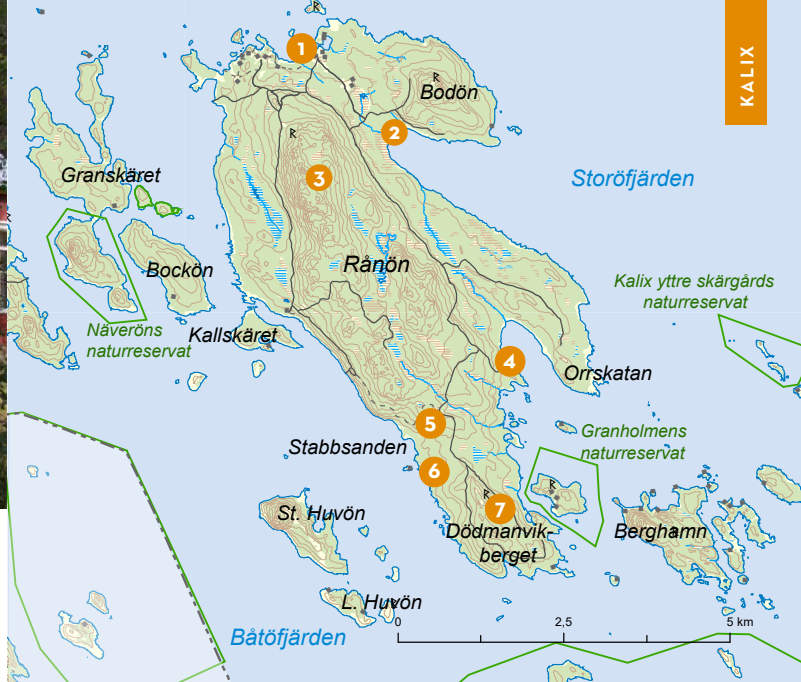 KALIX
R
1
R
Bodön
2
R
Storöfjärden
Granskäret
3
Rånön
Bockön
Kalix yttre skärgårds
naturreservat
Näveröns
naturreservat
Kallskäret
4
Orrskatan
5
Granholmens
naturreservat
Stabbsanden
6
R
R
St. Huvön
7
Dödmanvik-
berget
Berghamn
L. Huvön
0
2,5
5 km
Båtöfjärden